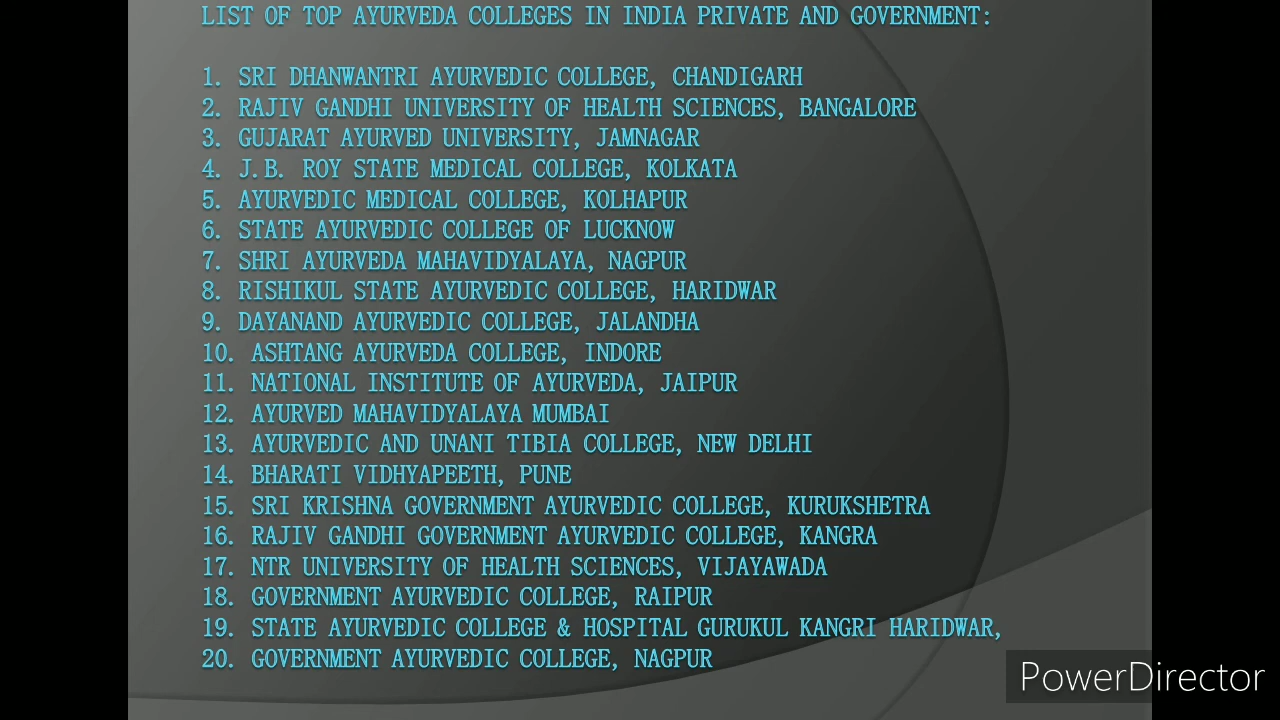 LIST OF TOP AYURVEDA COLLEGES IN INDIA PRIVATE AND GOVERNMENT:
1. SRI DHANWANTRI AYURVEDIC COLLEGE, CHANDIGARH
2. RAJIV GANDHI UNIVERSITY OF HEALTH SCIENCES, BANGALORE
3. GUJARAT AYURVED UNIVERSITY, JAMNAGAR
4. J.B. ROY STATE MEDICAL COLLEGE, KOLKATA
5. AYURVEDIC MEDICAL COLLEGE, KOLHAPUR
6. STATE AYURVEDIC COLLEGE OF LUCKNOW
7. SHRI AYURVEDA MAHAVIDYALAYA, NAGPUR
8. RISHIKUL STATE AYURVEDIC COLLEGE, HARIDWAR
9. DAYANAND AYURVEDIC COLLEGE, JALANDHA
10. ASHTANG AYURVEDA COLLEGE, INDORE
11. NATIONAL INSTITUTE OF AYURVEDA, JAIPUR
12. AYURVED MAHAVIDYALAYA MUMBAI
13. AYURVEDIC AND UNANI TIBIA COLLEGE, NEW DELHI
14. BHARATI VIDHYAPEETH, PUNE
15. SRI KRISHNA GOVERNMENT AYURVEDIC COLLEGE, KURUKSHETRA
16. RAJIV GANDHI GOVERNMENT AYURVEDIC COLLEGE, KANGRA
17. NTR UNIVERSITY OF HEALTH SCIENCES, VIJAYAWADA
18. GOVERNMENT AYURVEDIC COLLEGE, RAIPUR
19. STATE AYURVEDIC COLLEGE & HOSPITAL GURUKUL KANGRI HARIDWAR,
20. GOVERNMENT AYURVEDIC COLLEGE, NAGPUR
PowerDirector